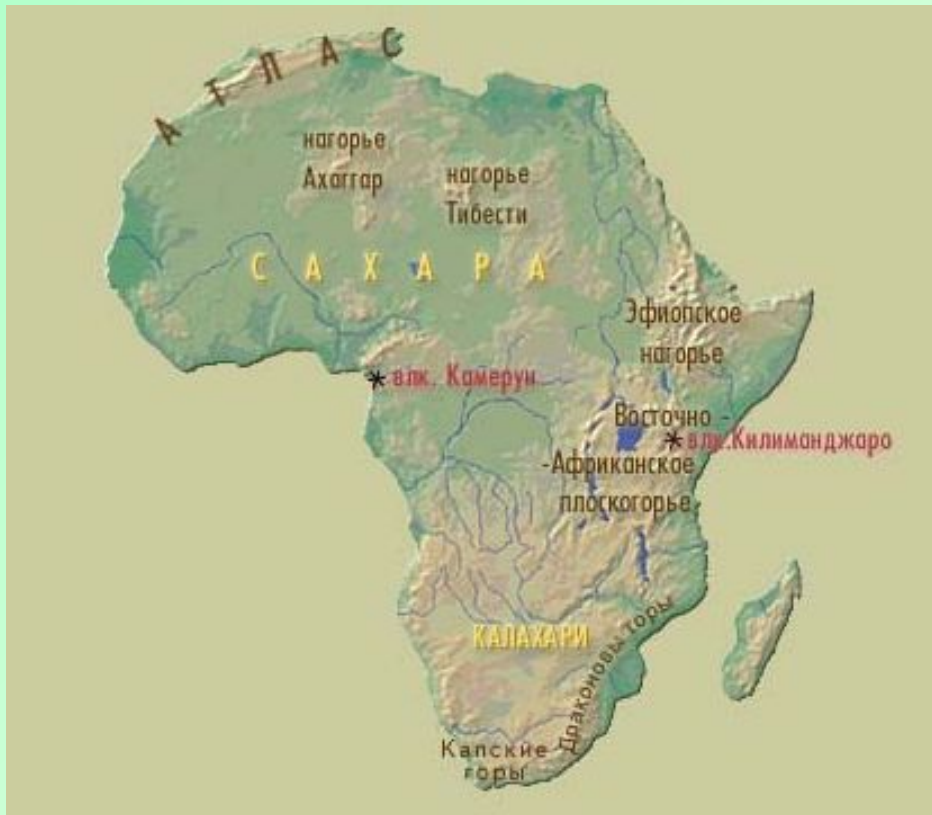 АТЛАС
нагорье
Ахаггар
нагорье
Тибести
САХАРА
Эфиопское
нагорье
влк. Камерун
Восточно -
влк.Килиманджаро
-Африканское
плоскогорье
КАЛАХАРИ
Драконовы горы
Капские
горы